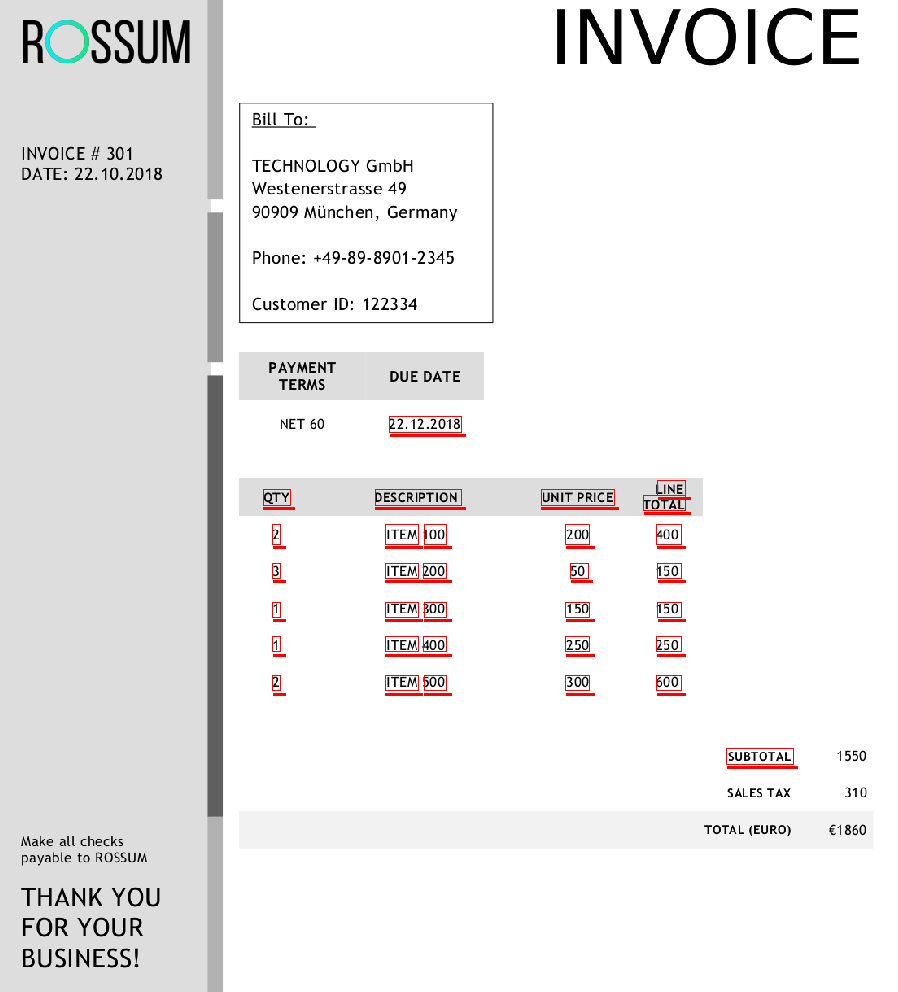 ROSSUM
INVOICE
INVOICE # 301
DATE: 22.10.2018
Bill To:
TECHNOLOGY GmbH
Westenerstrasse 49
90909 München, Germany
Phone: +49-89-8901-2345
Customer ID: 122334
PAYMENT TERMS DUE DATE
NET 60 22.12.2018
QTY DESCRIPTION UNIT PRICE LINE TOTAL
2 ITEM 100 200 400
3 ITEM 200 50 150
1 ITEM 300 150 150
1 ITEM 400 250 250
2 ITEM 500 300 600
SUBTOTAL 1550
SALES TAX 310
TOTAL (EURO) €1860
Make all checks
payable to ROSSUM
THANK YOU
FOR YOUR
BUSINESS!